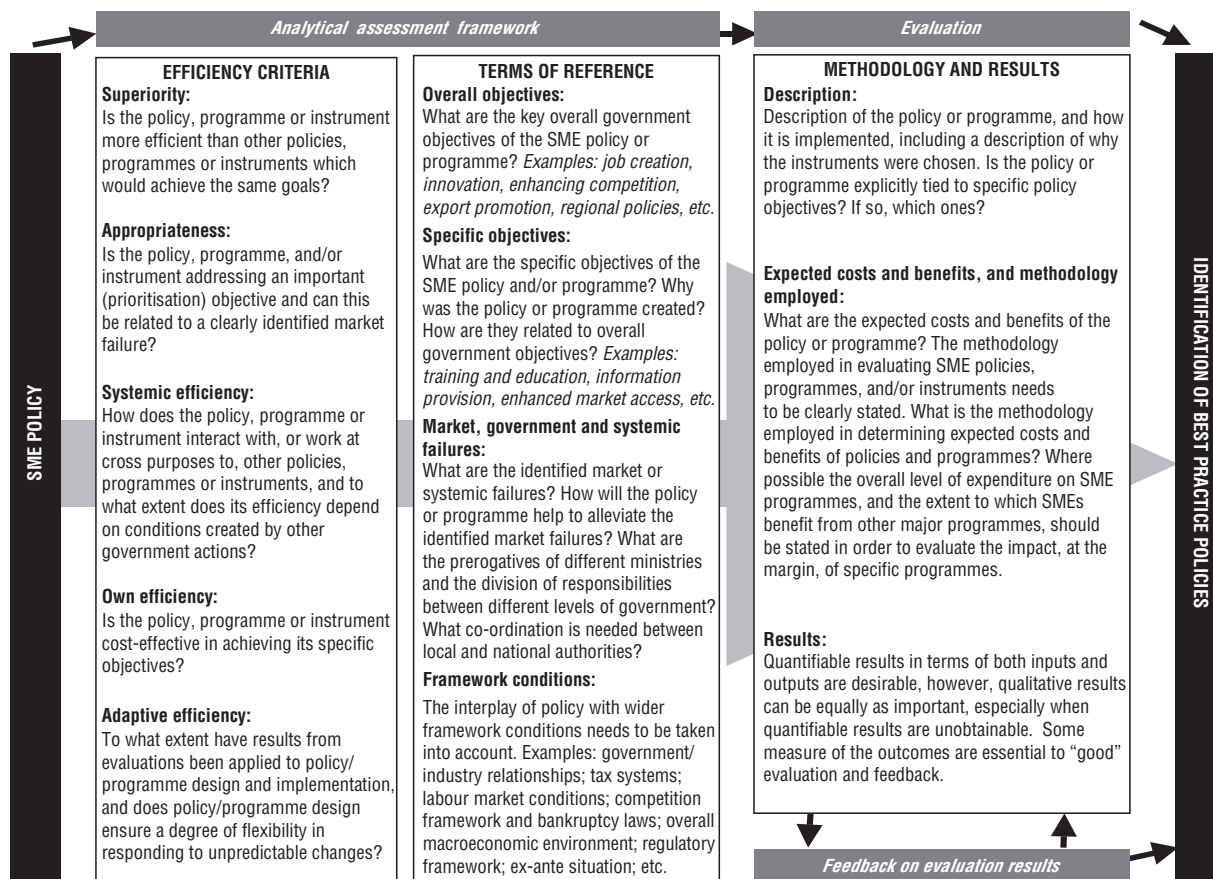 Analytical assessment framework
Evaluation
SME POLICY
EFFICIENCY CRITERIA
Superiority:
Is the policy, programme or instrument
more efficient than other policies,
programmes or instruments which
would achieve the same goals?
Appropriateness:
Is the policy, programme, and/or
instrument addressing an important
(prioritisation) objective and can this
be related to a clearly identified market
failure?
Systemic efficiency:
How does the policy, programme or
instrument interact with, or work at
cross purposes to, other policies,
programmes or instruments, and to
what extent does its efficiency depend
on conditions created by other
government actions?
Own efficiency:
Is the policy, programme or instrument
cost-effective in achieving its specific
objectives?
Adaptive efficiency:
To what extent have results from
evaluations been applied to policy/
programme design and implementation,
and does policy/programme design
ensure a degree of flexibility in
responding to unpredictable changes?
TERMS OF REFERENCE
Overall objectives:
What are the key overall government
objectives of the SME policy or
programme? Examples: job creation,
innovation, enhancing competition,
export promotion, regional policies, etc.
Specific objectives:
What are the specific objectives of the
SME policy and/or programme? Why
was the policy or programme created?
How are they related to overall
government objectives? Examples:
training and education, information
provision, enhanced market access, etc.
Market, government and systemic
failures:
What are the identified market or
systemic failures? How will the policy
or programme help to alleviate the
identified market failures? What are
the prerogatives of different ministries
and the division of responsibilities
between different levels of government?
What co-ordination is needed between
local and national authorities?
Framework conditions:
The interplay of policy with wider
framework conditions needs to be taken
into account. Examples: government/
industry relationships; tax systems;
labour market conditions; competition
framework and bankruptcy laws; overall
macroeconomic environment; regulatory
framework; ex-ante situation; etc.
METHODOLOGY AND RESULTS
Description:
Description of the policy or programme, and how
it is implemented, including a description of why
the instruments were chosen. Is the policy or
programme explicitly tied to specific policy
objectives? If so, which ones?
Expected costs and benefits, and methodology
employed:
What are the expected costs and benefits of the
policy or programme? The methodology
employed in evaluating SME policies,
programmes, and/or instruments needs
to be clearly stated. What is the methodology
employed in determining expected costs and
benefits of policies and programmes? Where
possible the overall level of expenditure on SME
programmes, and the extent to which SMEs
benefit from other major programmes, should
be stated in order to evaluate the impact, at the
margin, of specific programmes.
Results:
Quantifiable results in terms of both inputs and
outputs are desirable, however, qualitative results
can be equally as important, especially when
quantifiable results are unobtainable. Some
measure of the outcomes are essential to “good”
evaluation and feedback.
Feedback on evaluation results
IDENTIFICATION OF BEST PRACTICE POLICIES